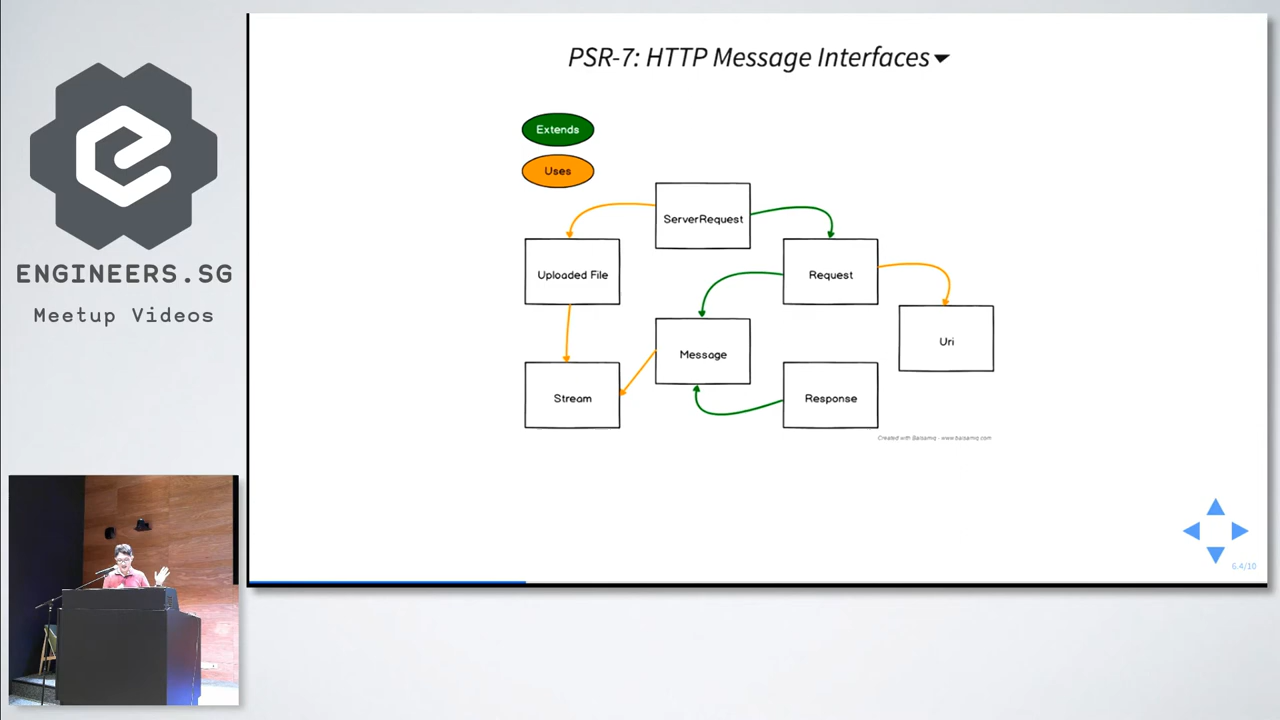 PSR-7: HTTP Message Interfaces
Extends
Uses
ServerRequest
Uploaded File
Request
Message
Uri
Stream
Response
Created with Balsamiq - www.balsamiq.com
6.4/10
ENGINEERS.SG
Meetup Videos